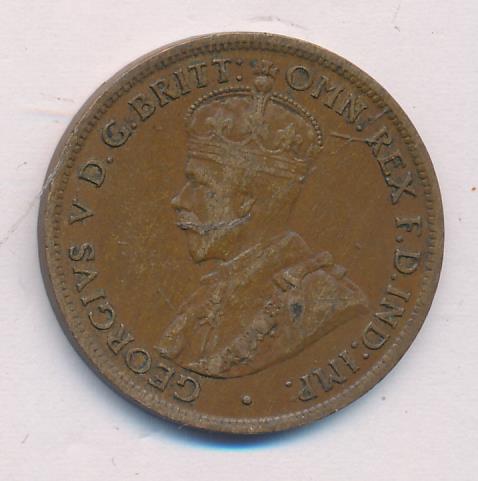 GEORGIVS V D.G.BRITT: OMN. REX F.D.IND:IMP.